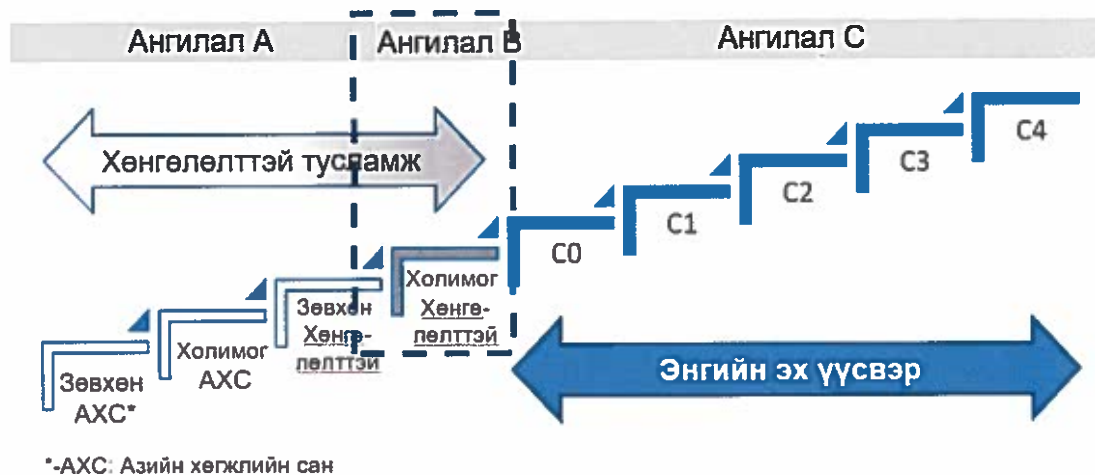 Ангилал А
Ангилал В
Ангилал С
Хөнгөлөлттэй тусламж
C4
C3
C2
C1
C0
Холимог
Хөнгө-
лөлттэй
Зөвхөн
Хөнгө-
лөлттэй
Холимог
АХС
Зөвхөн
АХС*
Энгийн эх үүсвэр
*-АХС: Азийн хөгжлийн сан